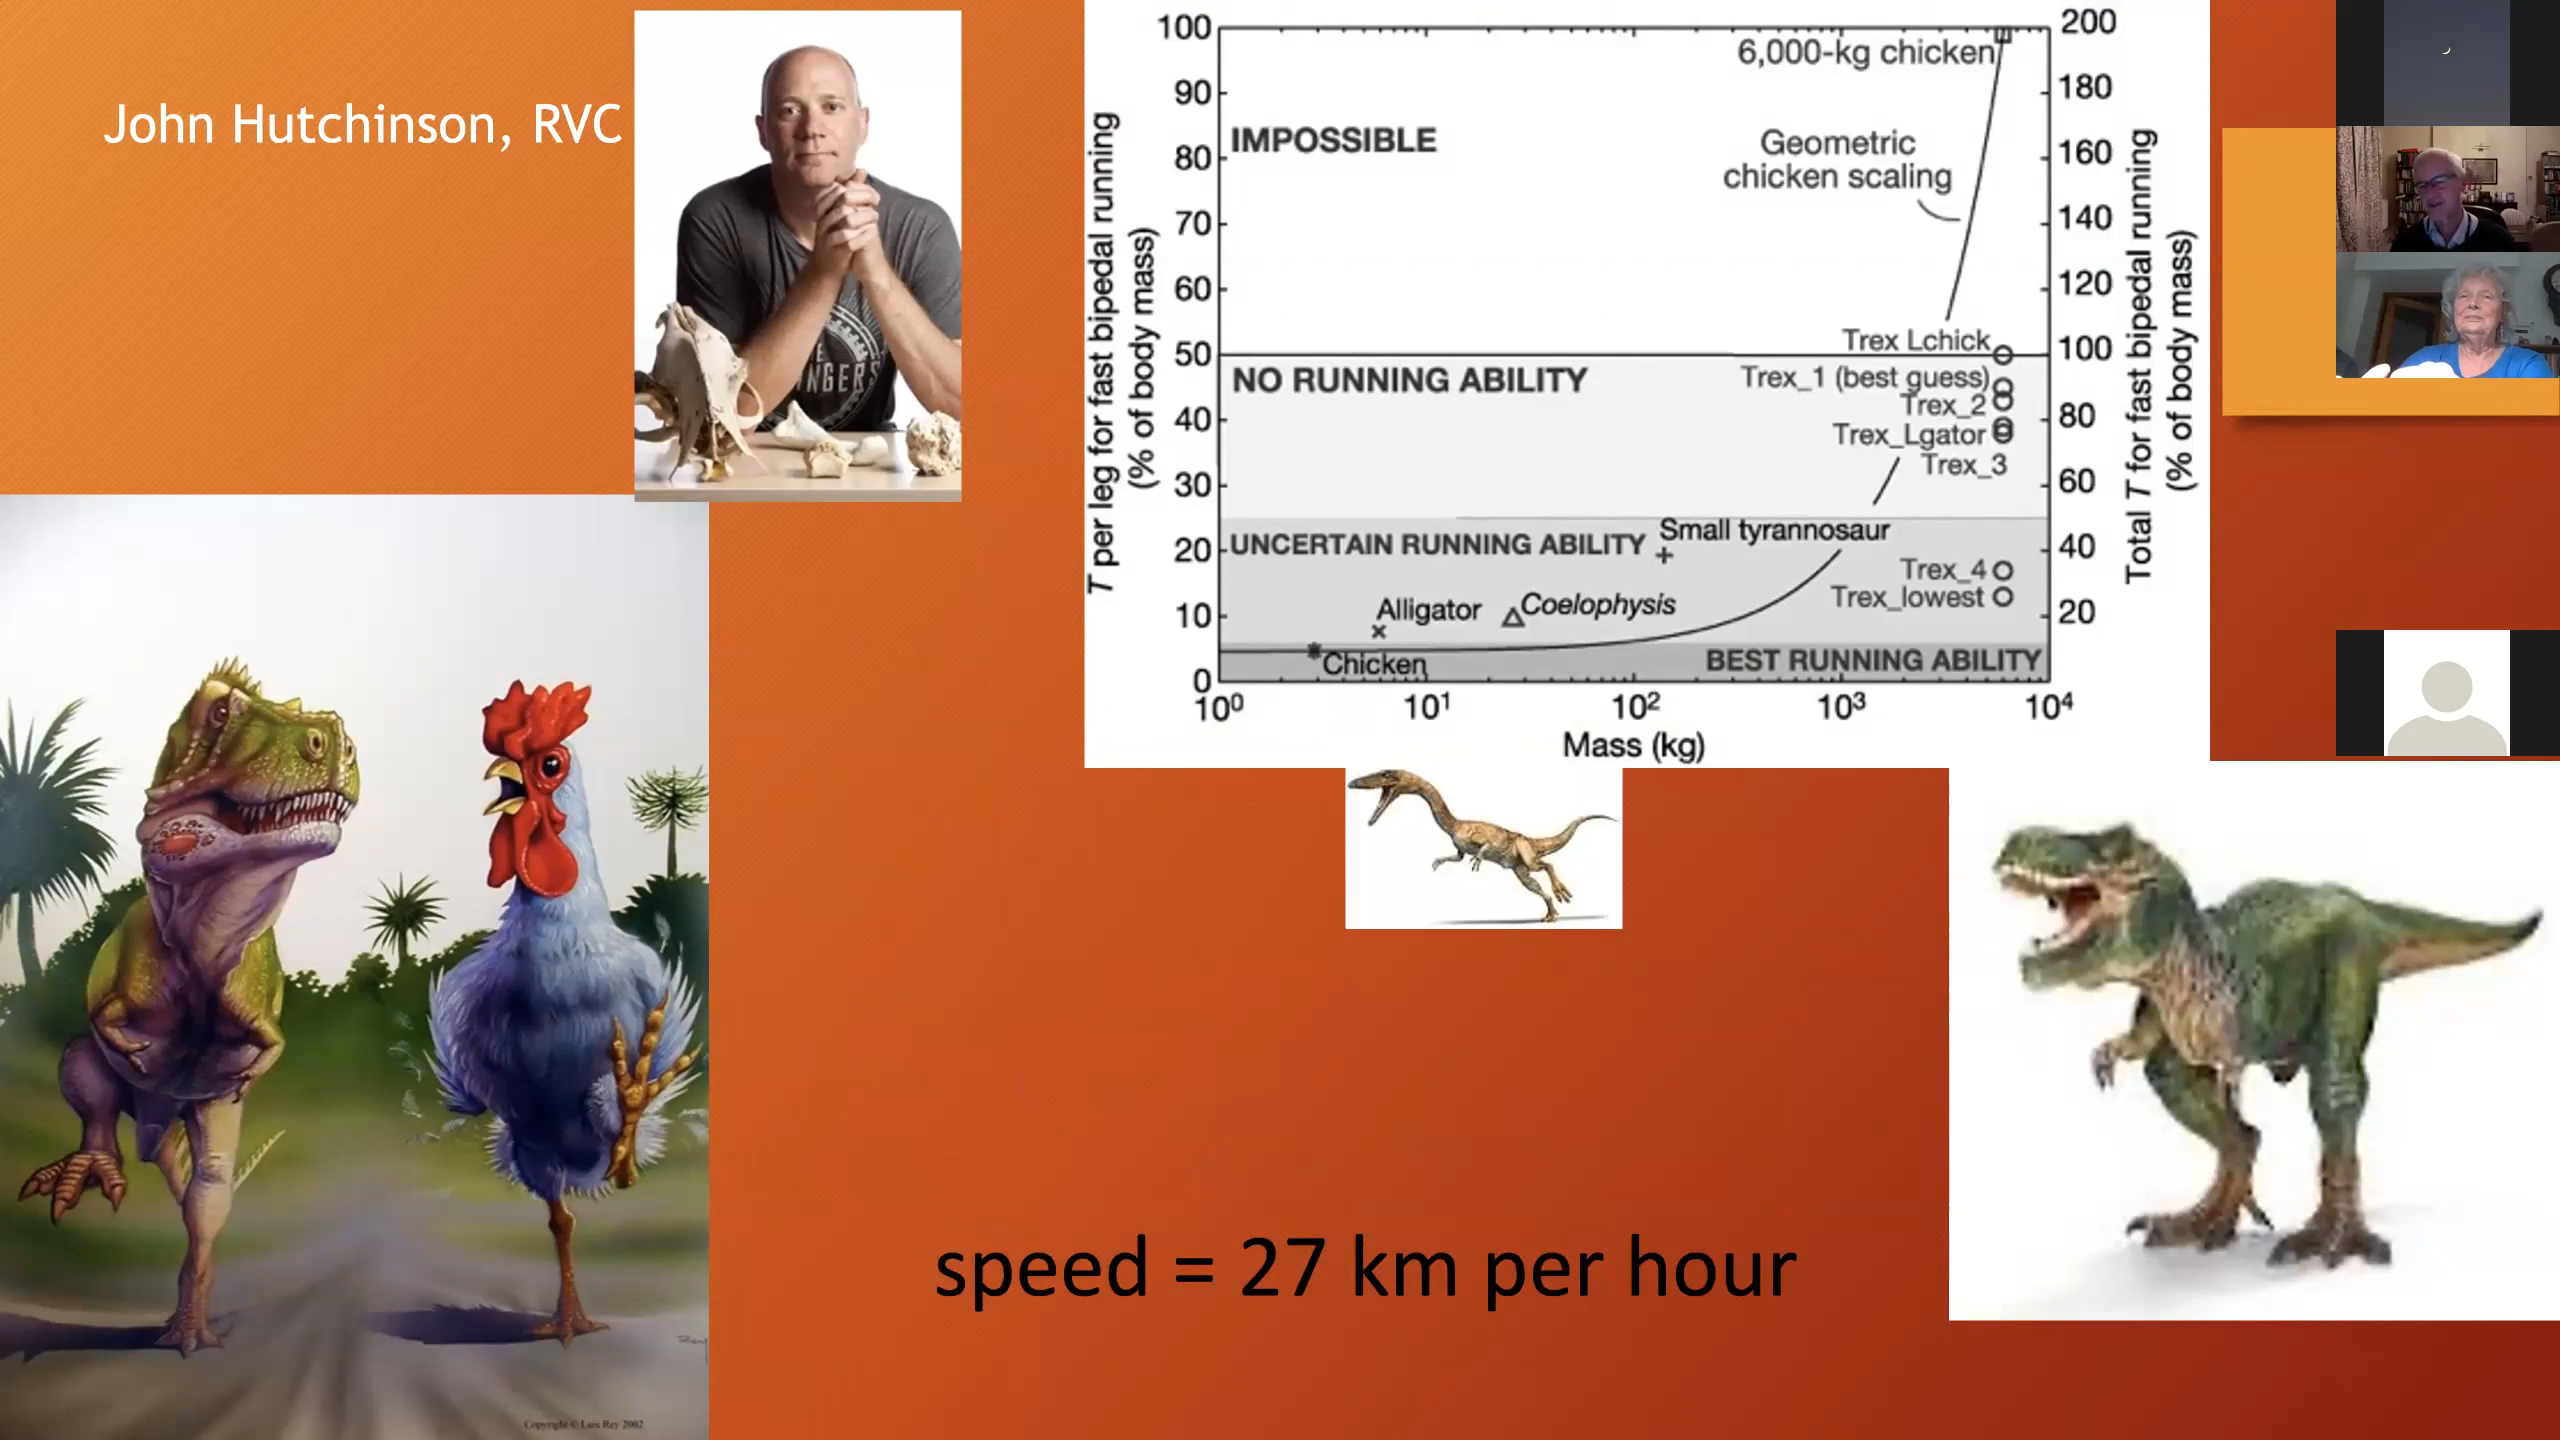 John Hutchinson, RVC
T per leg for fast bipedal running
(% of body mass)
100
90
80
70
60
50
40
30
20
10
0
IMPOSSIBLE
6,000-kg chicken
Geometric
chicken scaling
Trex Lchick
NO RUNNING ABILITY
Trex_1 (best guess)
Trex_2
Trex_Lgator
Trex_3
UNCERTAIN RUNNING ABILITY
Small tyrannosaur
Trex_4
Trex_lowest
Alligator
Coelophysis
Chicken
BEST RUNNING ABILITY
200
180
160
140
120
100
80
60
40
20
Total T for fast bipedal running
(% of body mass)
10⁰ 10¹ 10² 10³ 10⁴
Mass (kg)
speed = 27 km per hour
Copyright © Luis Rey 2002